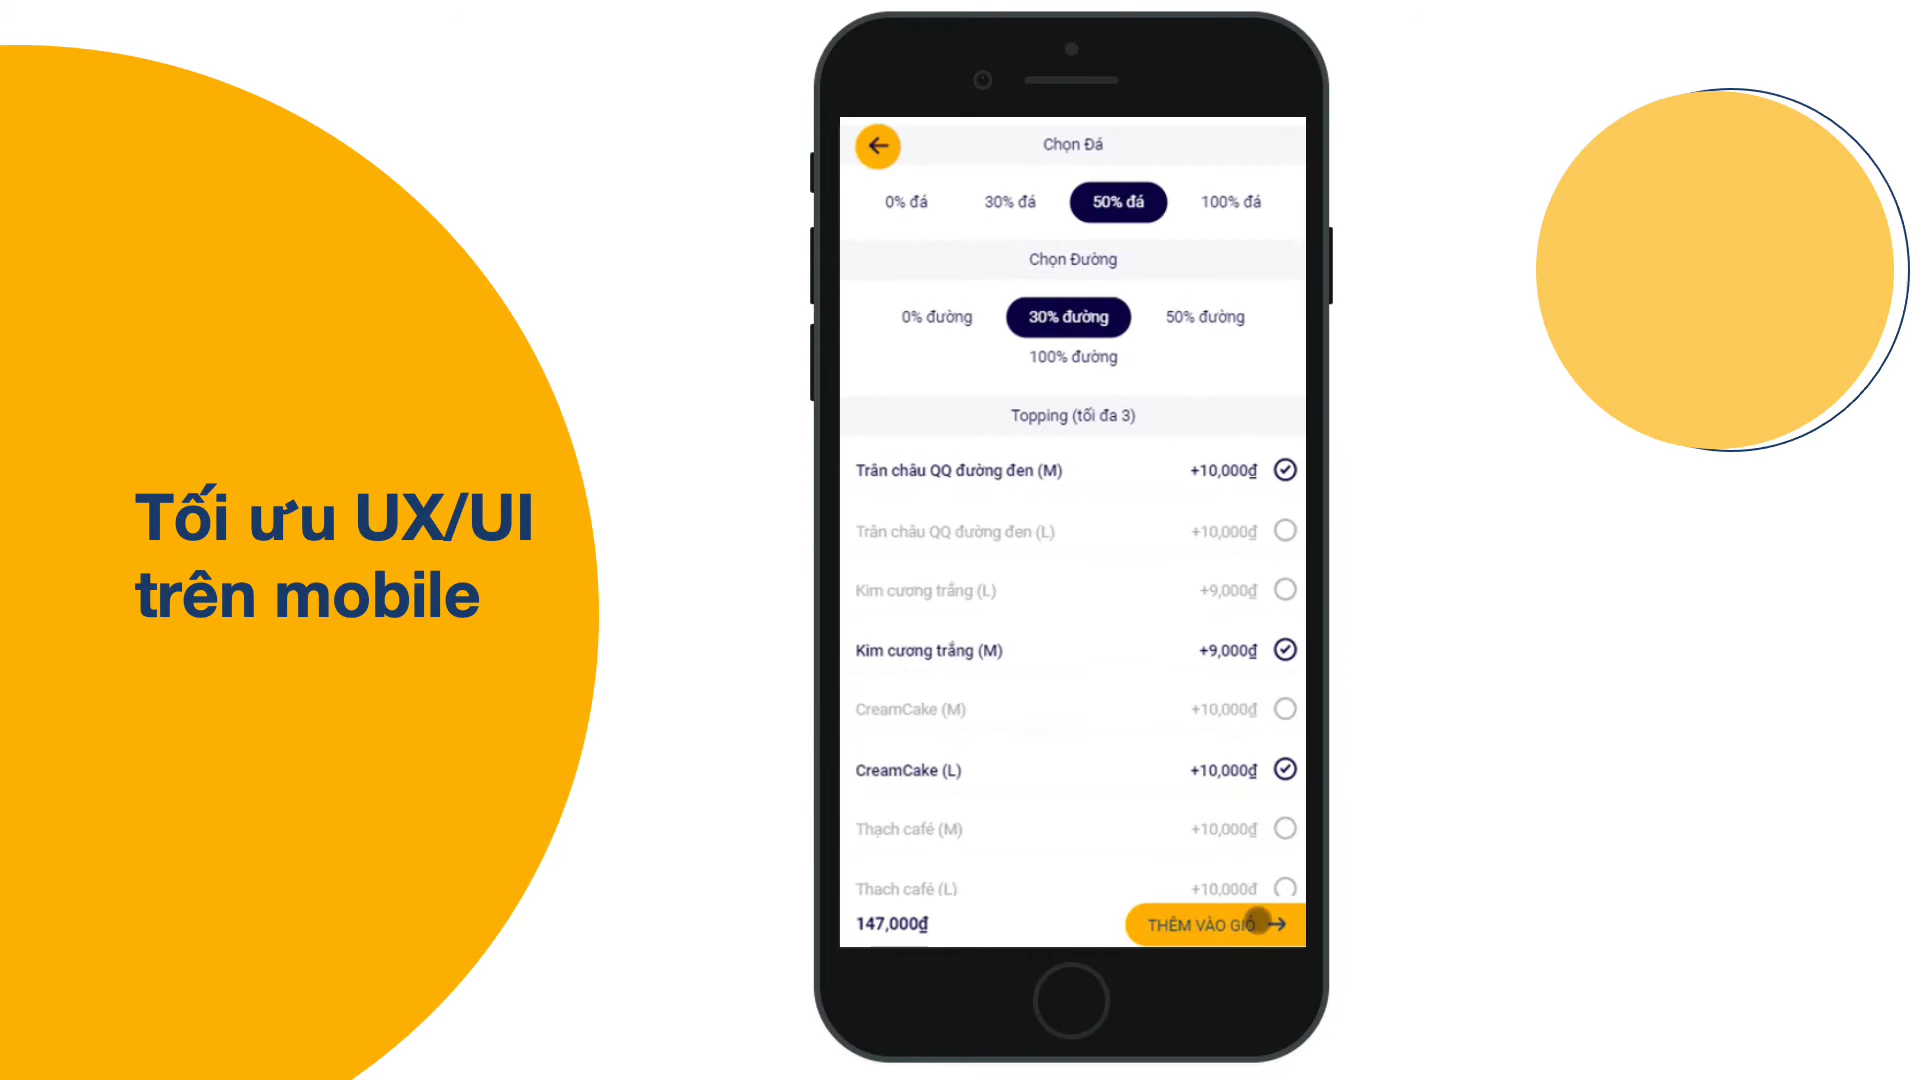 Tối ưu UX/UI
trên mobile
Chọn Đá
0% đá 30% đá 50% đá 100% đá
Chọn Đường
0% đường 30% đường 50% đường
100% đường
Topping (tối đa 3)
Trân châu QQ đường đen (M) +10,000₫
Trân châu QQ đường đen (L) +10,000₫
Kim cương trắng (L) +9,000₫
Kim cương trắng (M) +9,000₫
CreamCake (M) +10,000₫
CreamCake (L) +10,000₫
Thạch café (M) +10,000₫
Thạch café (L) +10,000₫
147,000₫ THÊM VÀO GIỎ